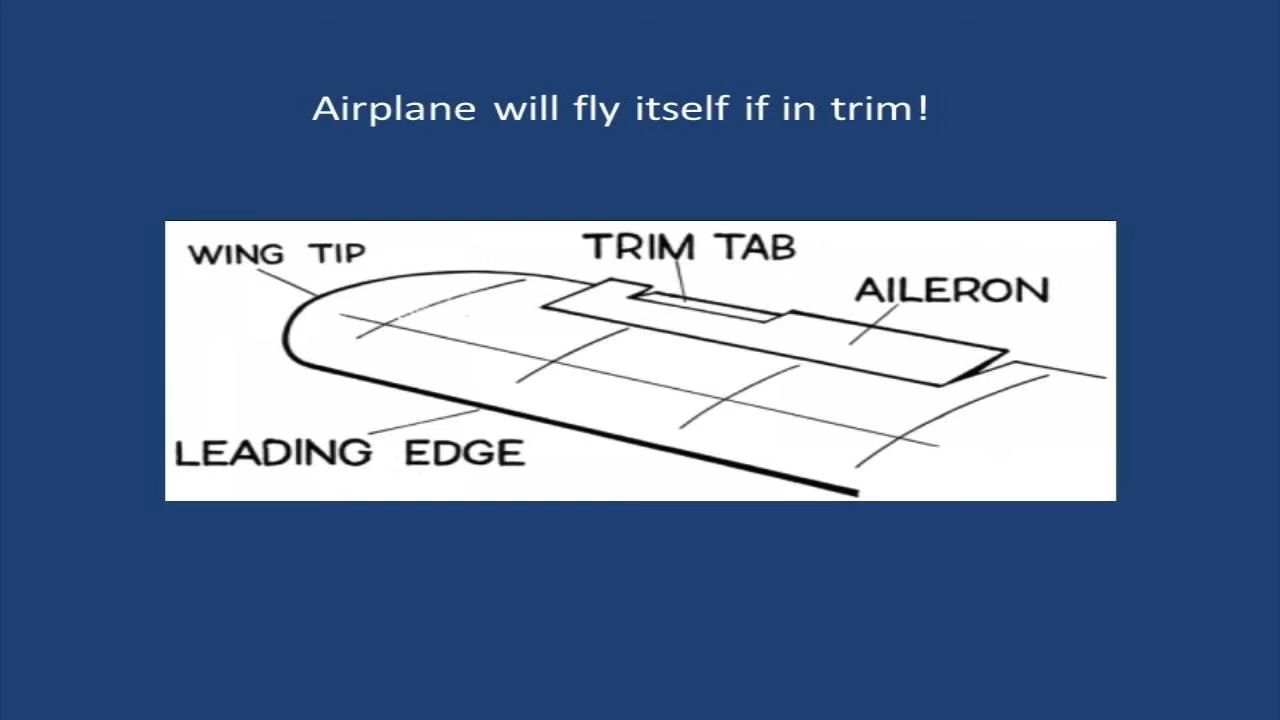 Airplane will fly itself if in trim!
WING TIP
TRIM TAB
AILERON
LEADING EDGE